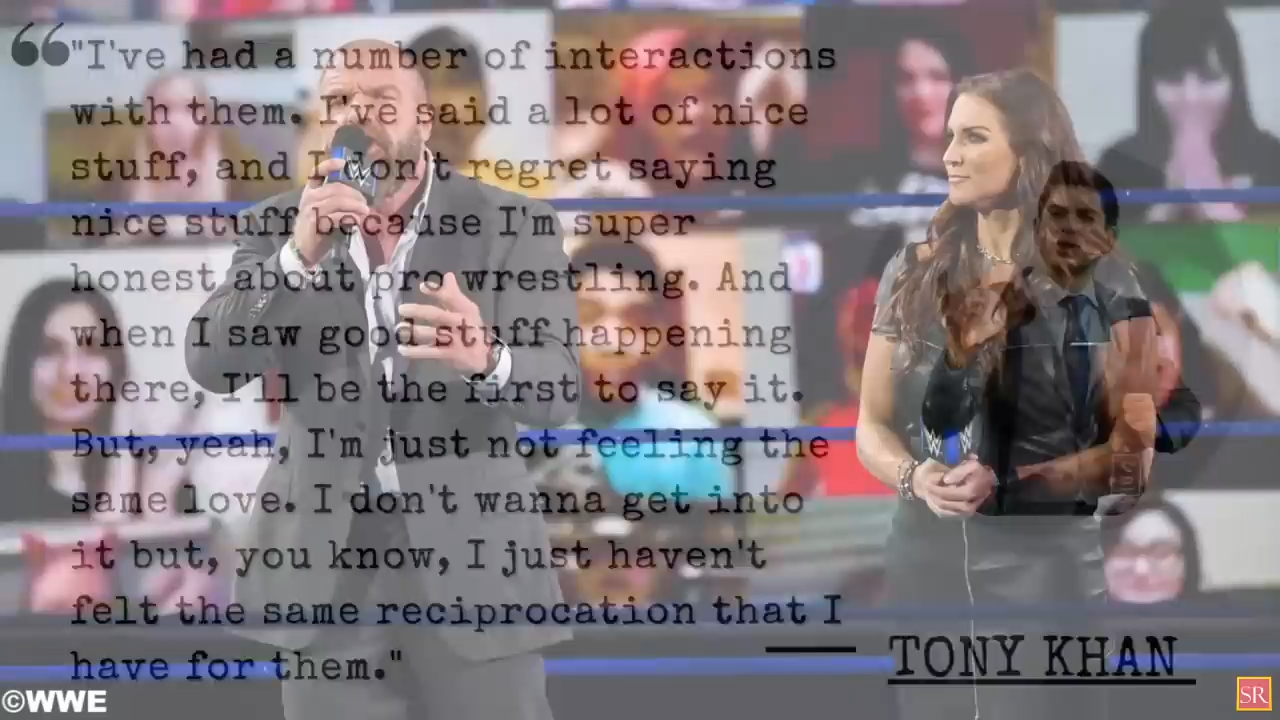 "I've had a number of interactions
with them. I've said a lot of nice
stuff, and I don't regret saying
nice stuff because I'm super
honest about pro wrestling. And
when I saw good stuff happening
there, I'll be the first to say it.
But, yeah, I'm just not feeling the
same love. I don't wanna get into
it but, you know, I just haven't
felt the same reciprocation that I
have for them."
— TONY KHAN
©WWE
SR